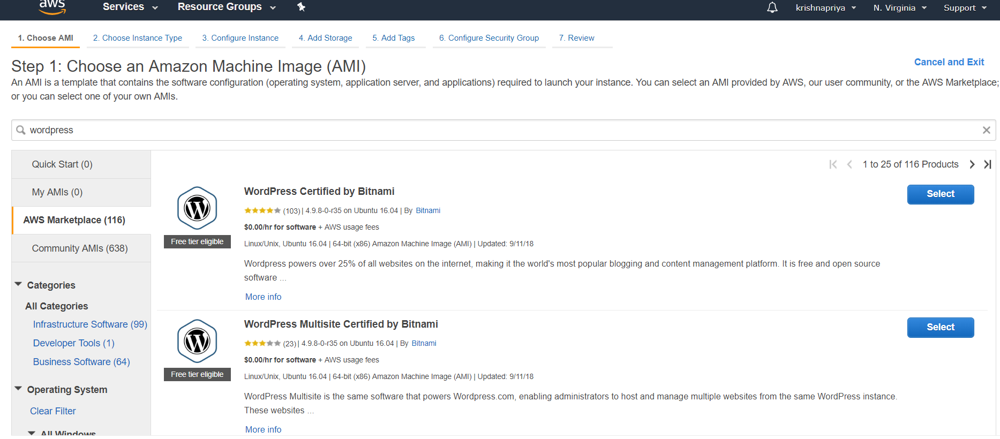 aws Services Resource Groups krishnapriya N. Virginia Support
1. Choose AMI 2. Choose Instance Type 3. Configure Instance 4. Add Storage 5. Add Tags 6. Configure Security Group 7. Review
Step 1: Choose an Amazon Machine Image (AMI)
Cancel and Exit
An AMI is a template that contains the software configuration (operating system, application server, and applications) required to launch your instance. You can select an AMI provided by AWS, our user community, or the AWS Marketplace;
or you can select one of your own AMIs.
wordpress
Quick Start (0)
My AMIs (0)
AWS Marketplace (116)
Community AMIs (638)
Categories
All Categories
Infrastructure Software (99)
Developer Tools (1)
Business Software (64)
Operating System
Clear Filter
All Windows
1 to 25 of 116 Products
WordPress Certified by Bitnami
Select
(103) | 4.9.8-0-r35 on Ubuntu 16.04 | By Bitnami
$0.00/hr for software + AWS usage fees
Free tier eligible
Linux/Unix, Ubuntu 16.04 | 64-bit (x86) Amazon Machine Image (AMI) | Updated: 9/11/18
Wordpress powers over 25% of all websites on the internet, making it the world's most popular blogging and content management platform. It is free and open source
software ...
More info
WordPress Multisite Certified by Bitnami
Select
(23) | 4.9.8-0-r35 on Ubuntu 16.04 | By Bitnami
$0.00/hr for software + AWS usage fees
Free tier eligible
Linux/Unix, Ubuntu 16.04 | 64-bit (x86) Amazon Machine Image (AMI) | Updated: 9/11/18
WordPress Multisite is the same software that powers Wordpress.com, enabling administrators to host and manage multiple websites from the same WordPress instance.
These websites ...
More info